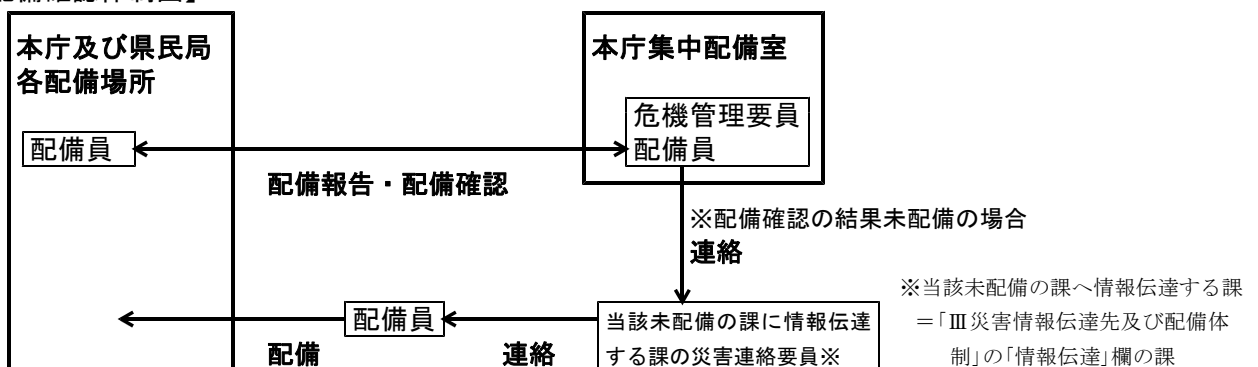 本庁及び県民局
各配備場所
配備員
本庁集中配備室
危機管理要員
配備員
配備報告・配備確認
※配備確認の結果未配備の場合
連絡
当該未配備の課に情報伝達
する課の災害連絡要員※
配備員
配備
連絡
※当該未配備の課へ情報伝達する課
＝「Ⅲ災害情報伝達先及び配備体
制」の「情報伝達」欄の課